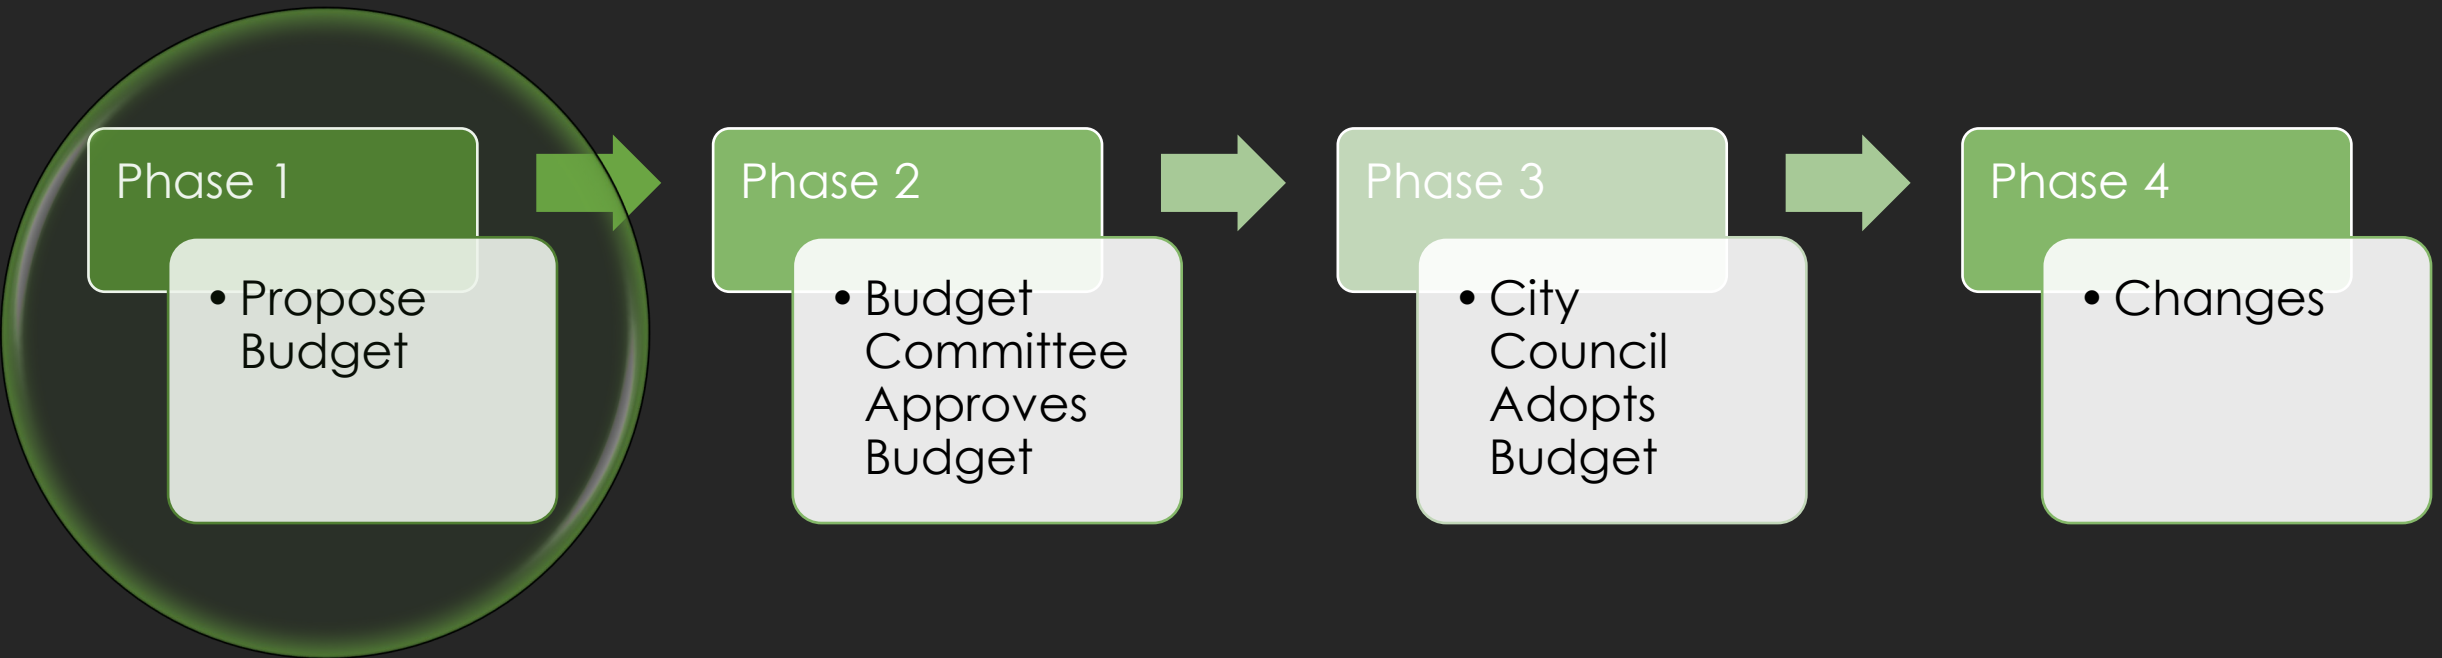 Phase 1
• Propose
Budget
Phase 2
• Budget
Committee
Approves
Budget
Phase 3
• City
Council
Adopts
Budget
Phase 4
• Changes